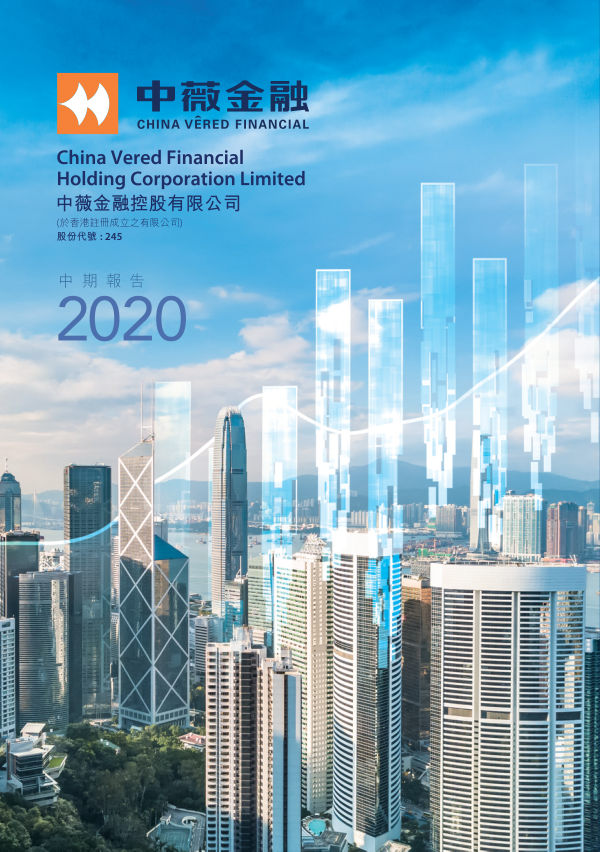 中薇金融
CHINA VÊRED FINANCIAL
China Vered Financial
Holding Corporation Limited
中薇金融控股有限公司
(於香港註冊成立之有限公司)
股份代號 : 245
中期報告
2020